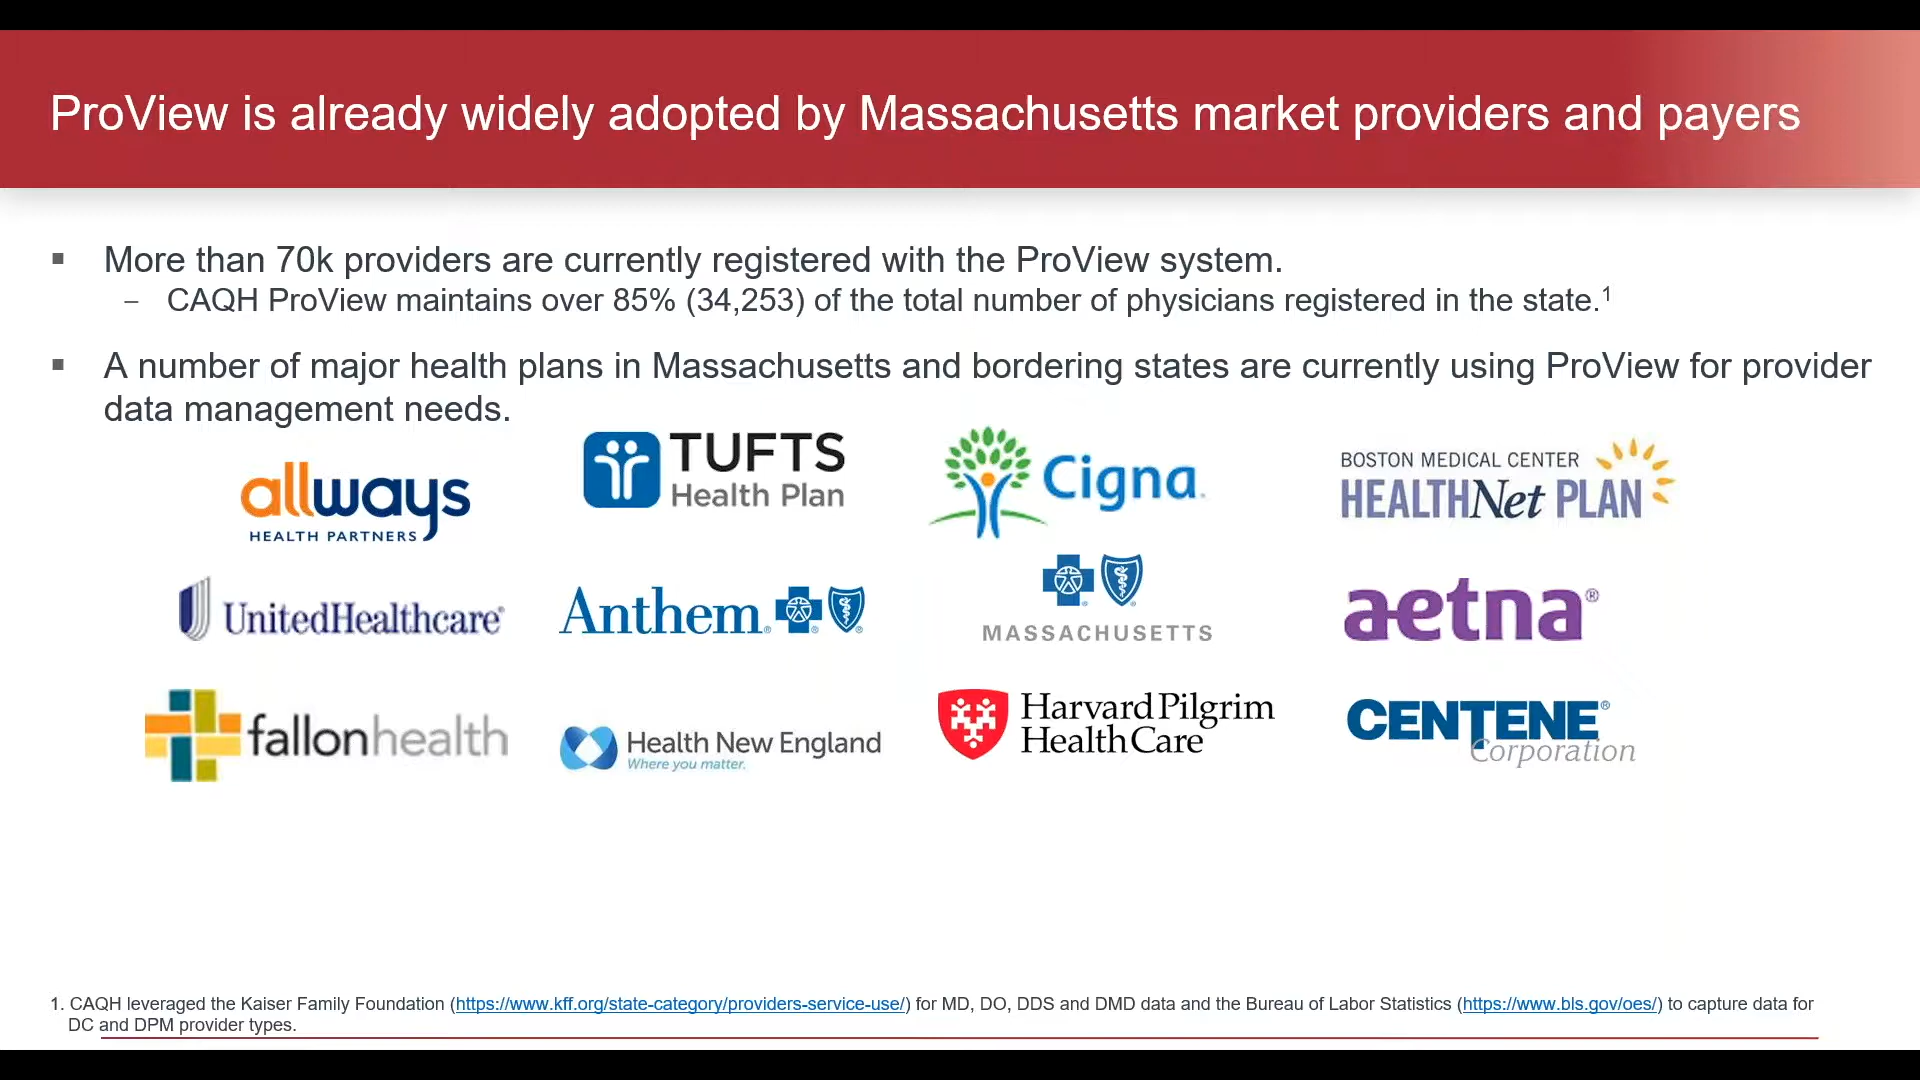 ProView is already widely adopted by Massachusetts market providers and payers
▪ More than 70k providers are currently registered with the ProView system.
– CAQH ProView maintains over 85% (34,253) of the total number of physicians registered in the state.¹
▪ A number of major health plans in Massachusetts and bordering states are currently using ProView for provider
data management needs.
allways
HEALTH PARTNERS
TUFTS
Health Plan
Cigna.
BOSTON MEDICAL CENTER
HEALTHNet PLAN
UnitedHealthcare®
Anthem®
MASSACHUSETTS
aetna®
fallonhealth
Health New England
Where you matter.
Harvard Pilgrim
HealthCare
CENTENE®
Corporation
1. CAQH leveraged the Kaiser Family Foundation (https://www.kff.org/state-category/providers-service-use/) for MD, DO, DDS and DMD data and the Bureau of Labor Statistics (https://www.bls.gov/oes/) to capture data for
DC and DPM provider types.